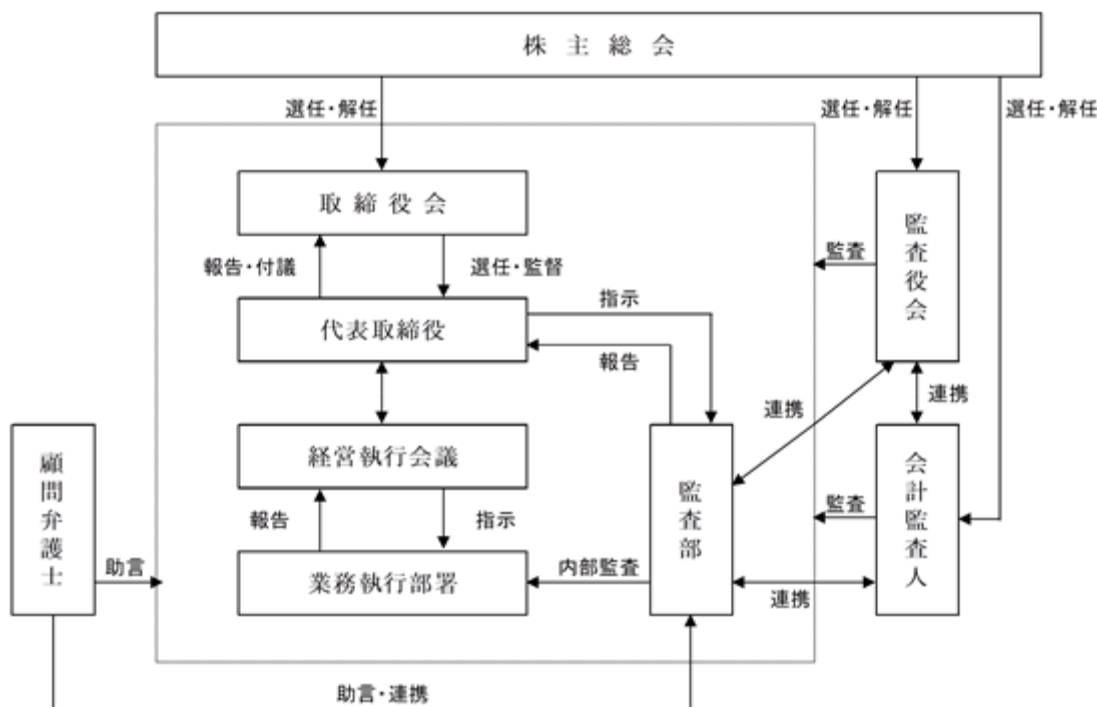 株主総会
選任・解任
選任・解任
選任・解任
取締役会
監査役会
報告・付議
選任・監督
監査
代表取締役
指示
報告
連携
連携
経営執行会議
顧問弁護士
監査部
会計監査人
報告
指示
監査
助言
業務執行部署
内部監査
連携
助言・連携